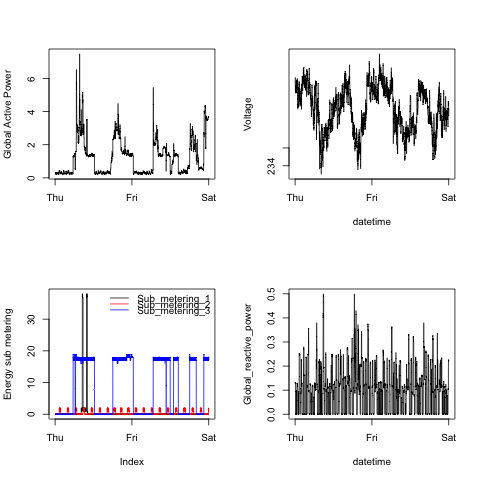 Global Active Power
0 2 4 6
Thu Fri Sat
Voltage
234
Thu Fri Sat
datetime
Energy sub metering
0 10 20 30
Sub_metering_1
Sub_metering_2
Sub_metering_3
Thu Fri Sat
Index
Global_reactive_power
0.0 0.1 0.2 0.3 0.4 0.5
Thu Fri Sat
datetime